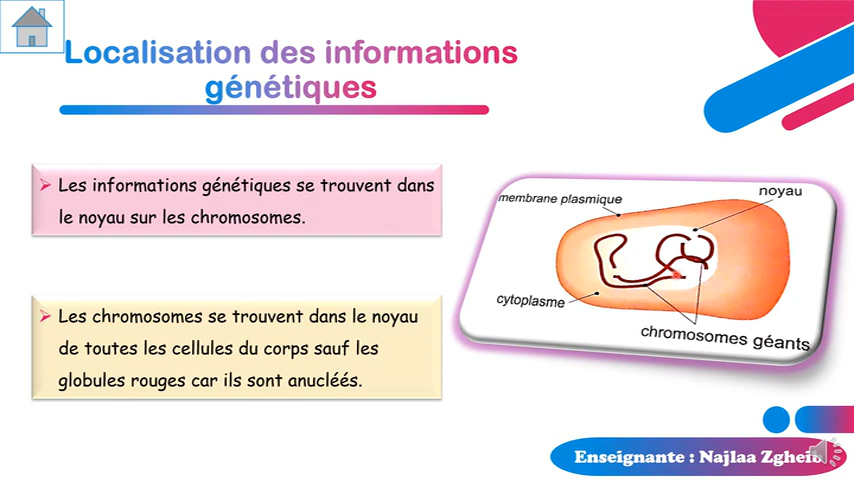 Localisation des informations
génétiques
Les informations génétiques se trouvent dans
le noyau sur les chromosomes.
Les chromosomes se trouvent dans le noyau
de toutes les cellules du corps sauf les
globules rouges car ils sont anucléés.
membrane plasmique
noyau
cytoplasme
chromosomes géants
Enseignante : Najlaa